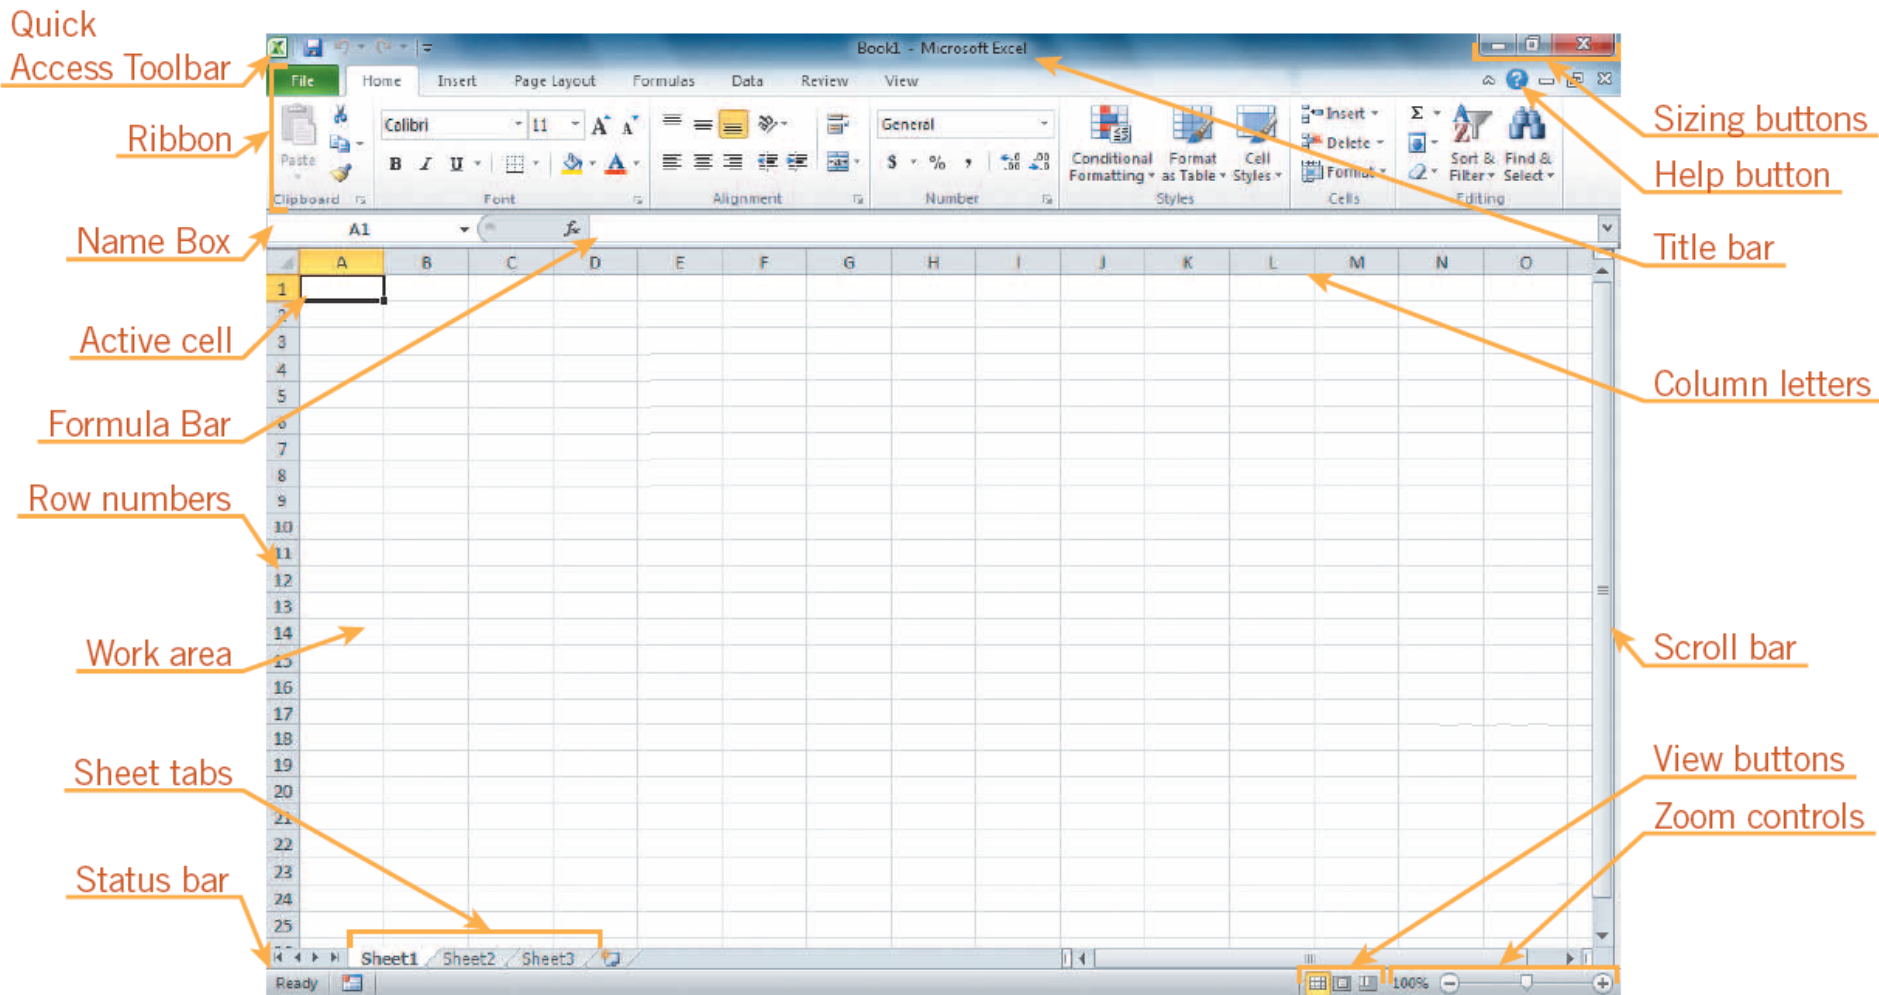 Quick
Access Toolbar
Ribbon
Name Box
Active cell
Formula Bar
Row numbers
Work area
Sheet tabs
Status bar
Book1 - Microsoft Excel
File Home Insert Page Layout Formulas Data Review View
Calibri 11 General
Paste
B I U $ % ,
Conditional
Formatting
Format
as Table
Cell
Styles
Insert
Delete
Format
Σ
Sort &
Filter
Find &
Select
Clipboard Font Alignment Number Styles Cells Editing
A1 fx
A B C D E F G H I J K L M N O
1
2
3
4
5
6
7
8
9
10
11
12
13
14
15
16
17
18
19
20
21
22
23
24
25
Sheet1 Sheet2 Sheet3
Ready 100%
Sizing buttons
Help button
Title bar
Column letters
Scroll bar
View buttons
Zoom controls